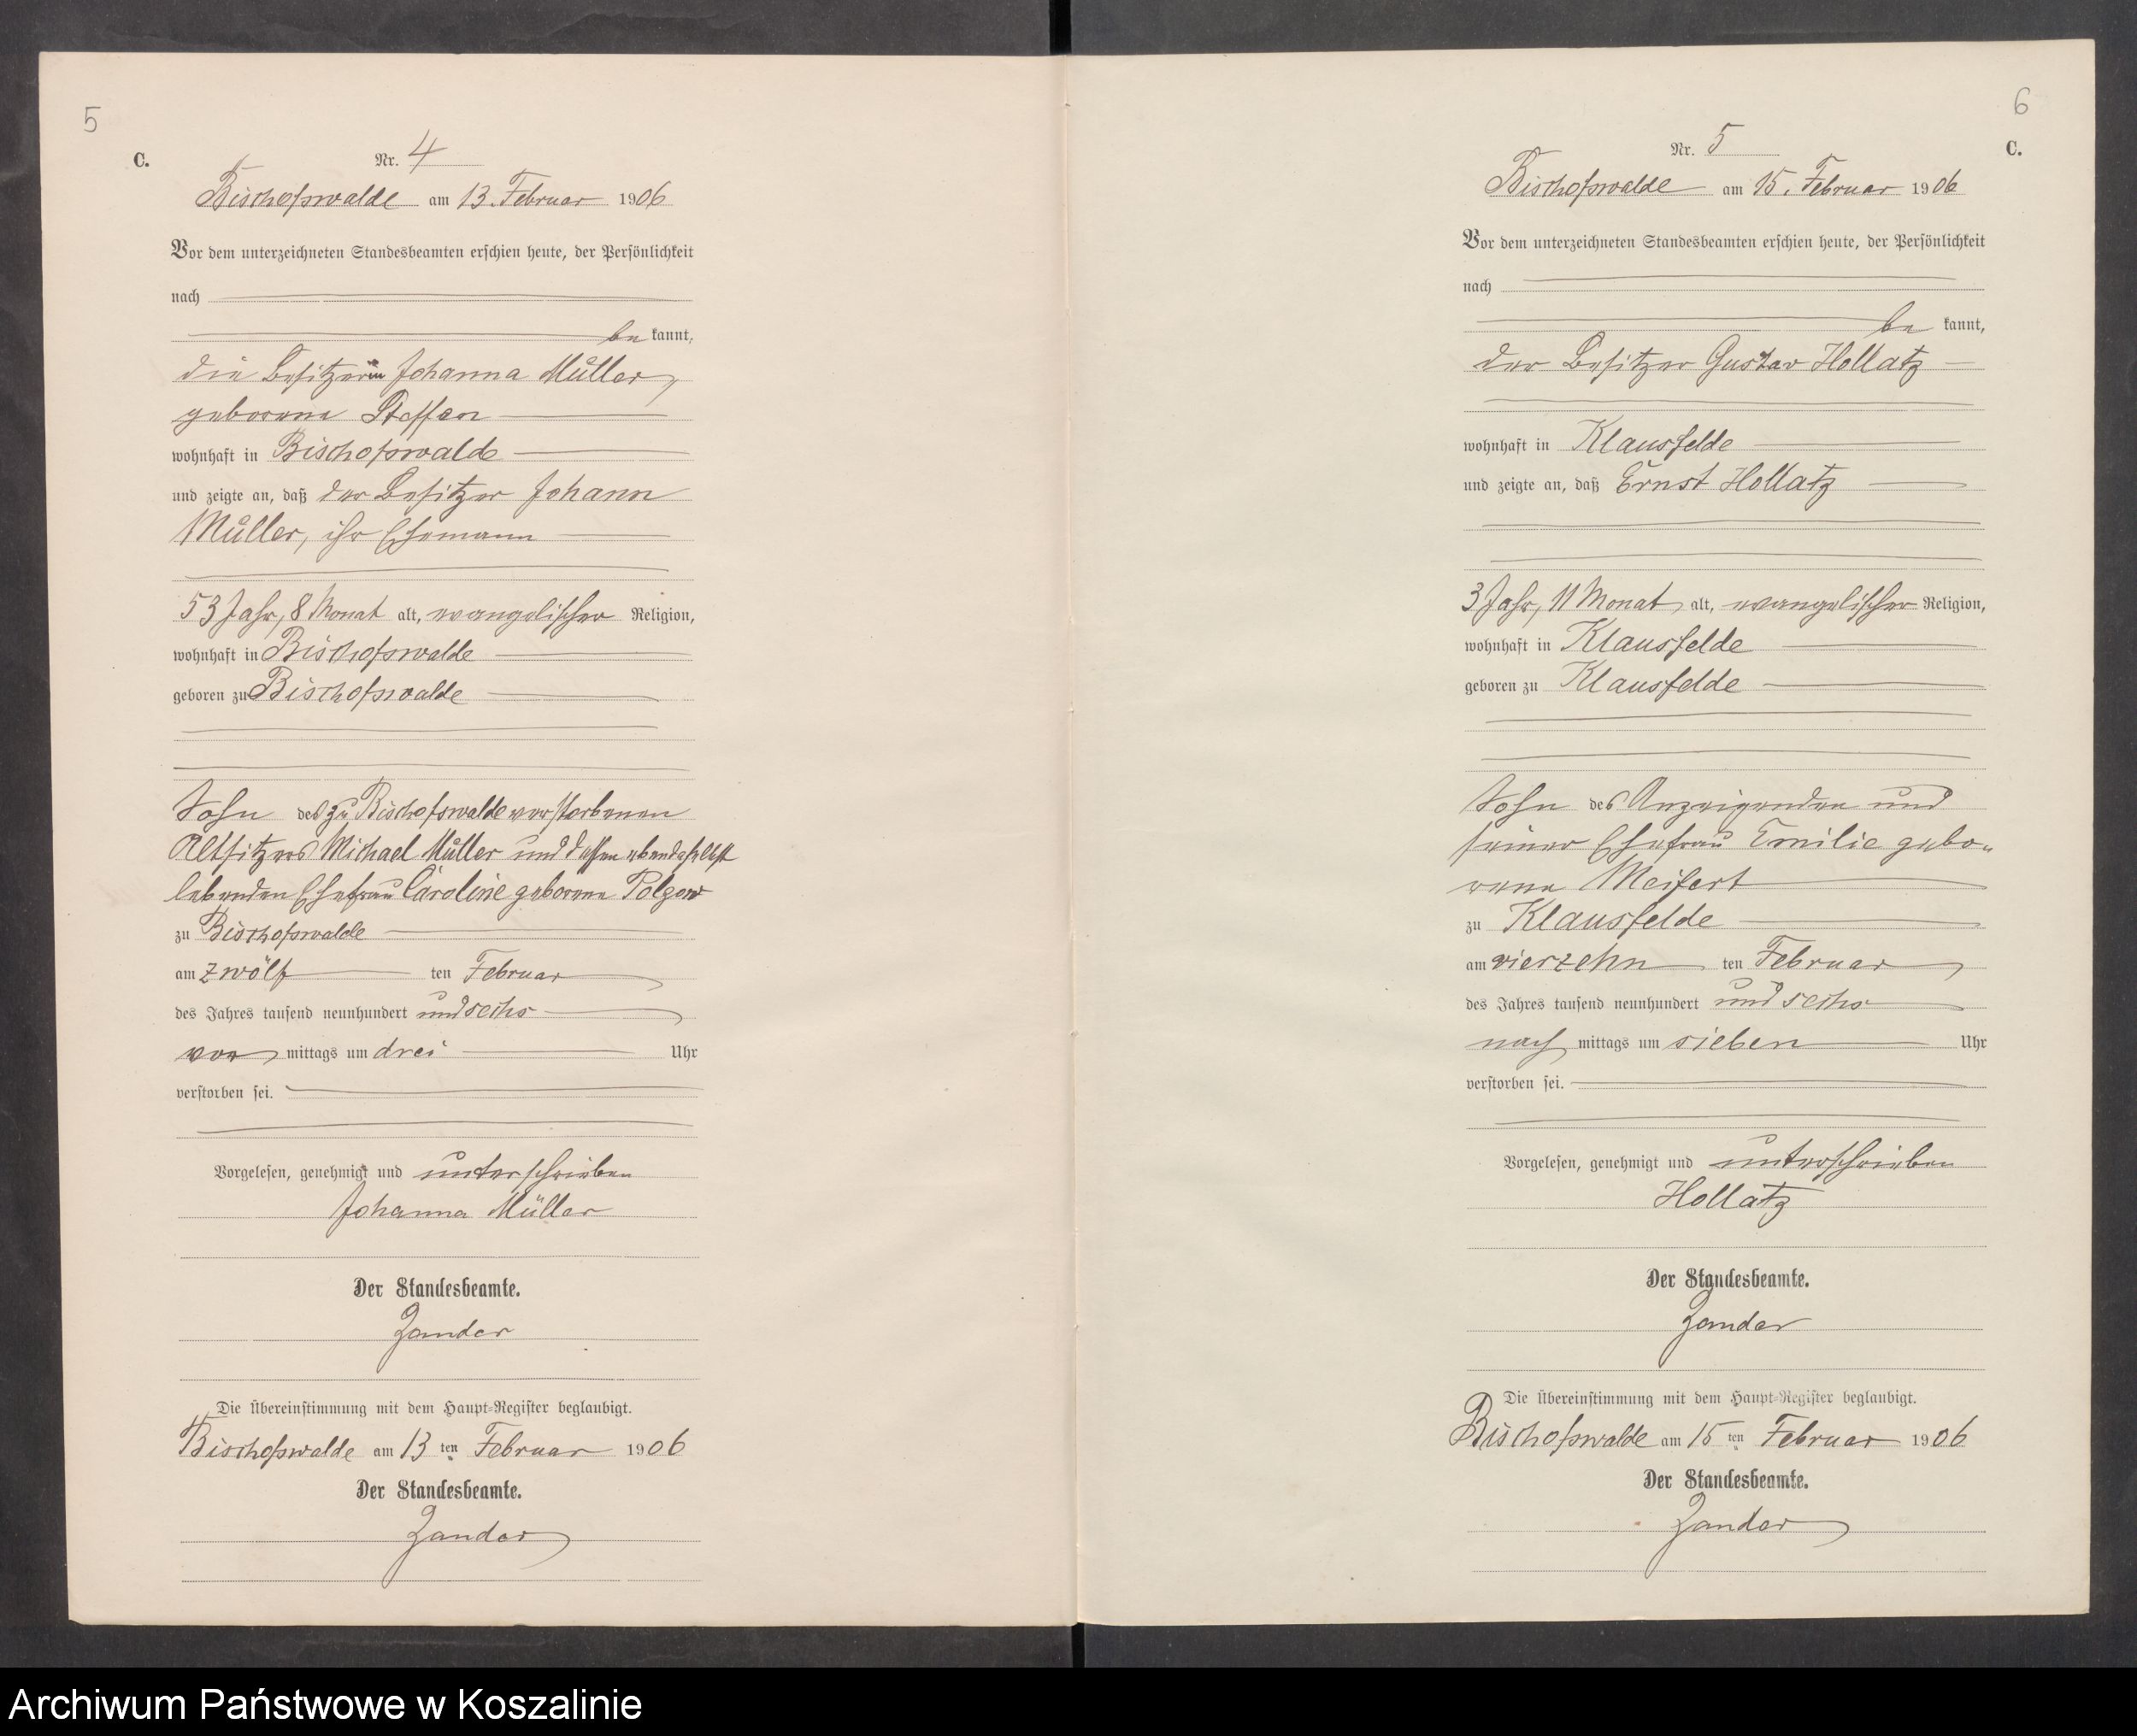 5
C.
Nr. 4
Bischofswalde am 13. Februar 1906
Vor dem unterzeichneten Standesbeamten erschien heute, der Persönlichkeit
nach
be kannt,
die Besitzerin Johanna Müller,
geborene Steffen
wohnhaft in Bischofswalde
und zeigte an, daß der Besitzer Johann
Müller, ihr Ehemann
53 Jahr, 8 Monat alt, evangelischer Religion,
wohnhaft in Bischofswalde
geboren zu Bischofswalde
Sohn des zu Bischofswalde verstorbenen
Altsitzers Michael Müller und dessen ebendaselbst
lebenden Ehefrau Caroline geborene Polzow
zu Bischofswalde
am zwölf ten Februar
des Jahres tausend neunhundert und sechs
vor mittags um drei Uhr
verstorben sei.
Vorgelesen, genehmigt und unterschrieben
Johanna Müller
Der Standesbeamte.
Zander
Die Übereinstimmung mit dem Haupt-Register beglaubigt.
Bischofswalde am 13 ten Februar 1906
Der Standesbeamte.
Zander
6
Nr. 5
C.
Bischofswalde am 15. Februar 1906
Vor dem unterzeichneten Standesbeamten erschien heute, der Persönlichkeit
nach
be kannt,
der Besitzer Gustav Hollatz
wohnhaft in Klausfelde
und zeigte an, daß Ernst Hollatz
3 Jahr, 11 Monat alt, evangelischer Religion,
wohnhaft in Klausfelde
geboren zu Klausfelde
Sohn des Anzeigenden und
seiner Ehefrau Emilie gebo-
rene Meifert
zu Klausfelde
am vierzehn ten Februar
des Jahres tausend neunhundert und sechs
nach mittags um sieben Uhr
verstorben sei.
Vorgelesen, genehmigt und unterschrieben
Hollatz
Der Standesbeamte.
Zander
Die Übereinstimmung mit dem Haupt-Register beglaubigt.
Bischofswalde am 15 ten Februar 1906
Der Standesbeamte.
Zander
Archiwum Państwowe w Koszalinie